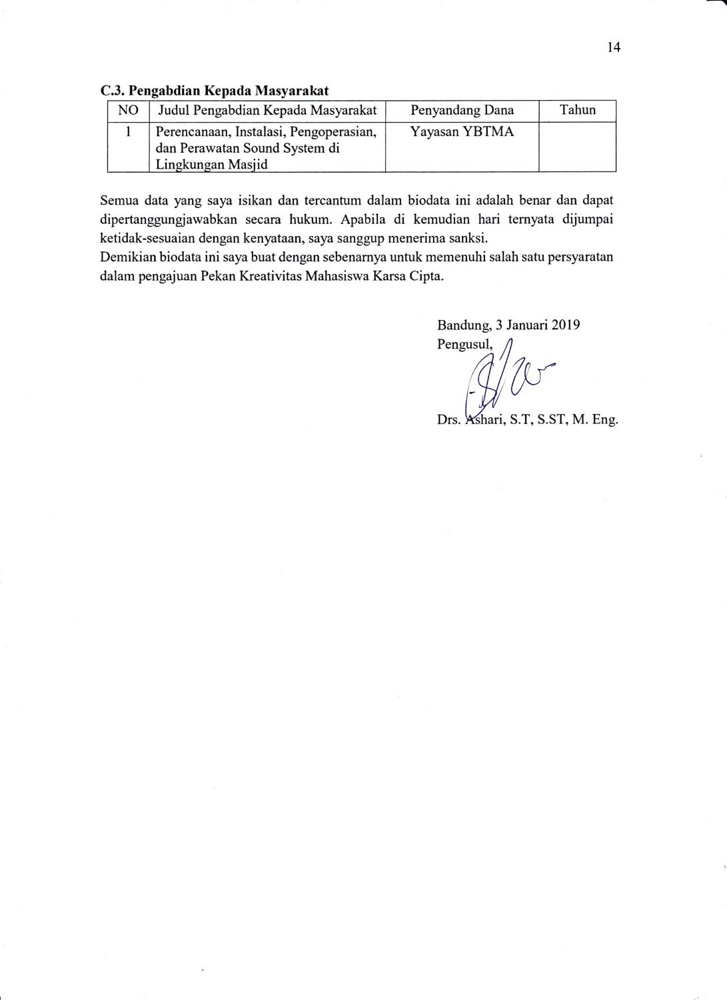 14
C.3. Pengabdian Kepada Masyarakat
NO Judul Pengabdian Kepada Masyarakat Penyandang Dana Tahun
1 Perencanaan, Instalasi, Pengoperasian, Yayasan YBTMA
dan Perawatan Sound System di
Lingkungan Masjid
Semua data yang saya isikan dan tercantum dalam biodata ini adalah benar dan dapat
dipertanggungjawabkan secara hukum. Apabila di kemudian hari ternyata dijumpai
ketidak-sesuaian dengan kenyataan, saya sanggup menerima sanksi.
Demikian biodata ini saya buat dengan sebenarnya untuk memenuhi salah satu persyaratan
dalam pengajuan Pekan Kreativitas Mahasiswa Karsa Cipta.
Bandung, 3 Januari 2019
Pengusul,
Drs. Ashari, S.T, S.ST, M. Eng.